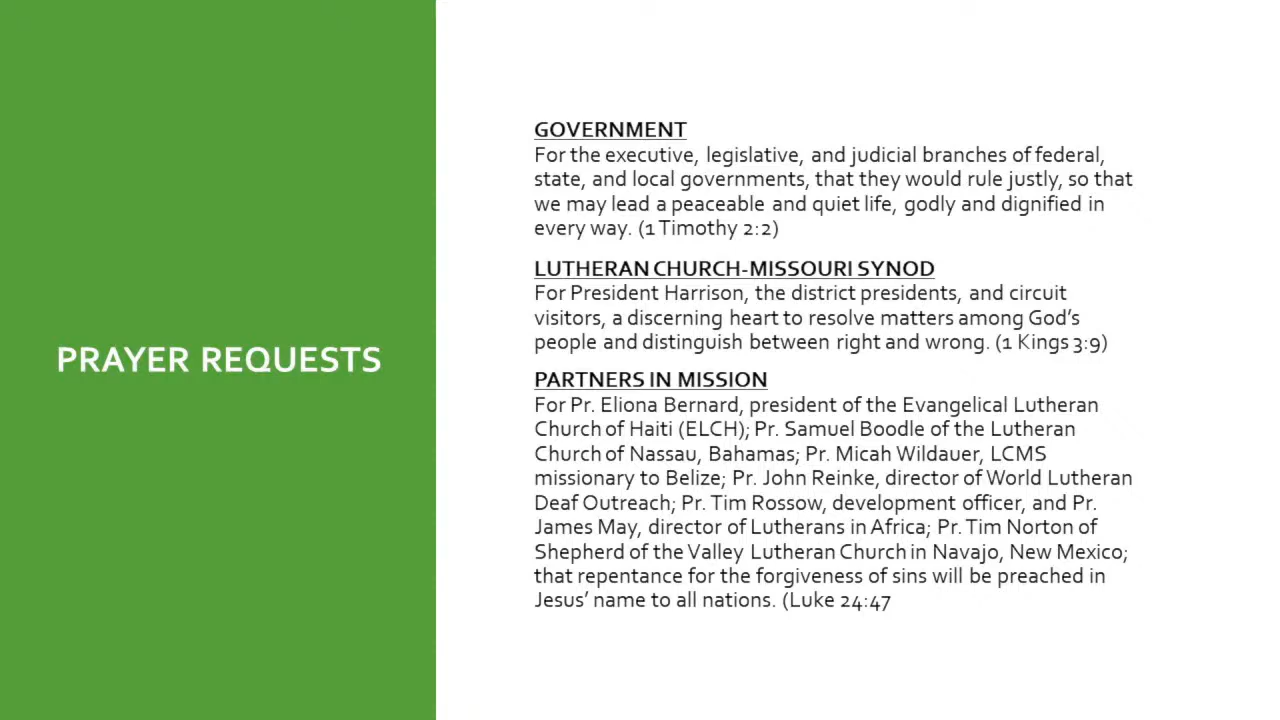 PRAYER REQUESTS
GOVERNMENT
For the executive, legislative, and judicial branches of federal,
state, and local governments, that they would rule justly, so that
we may lead a peaceable and quiet life, godly and dignified in
every way. (1 Timothy 2:2)
LUTHERAN CHURCH-MISSOURI SYNOD
For President Harrison, the district presidents, and circuit
visitors, a discerning heart to resolve matters among God’s
people and distinguish between right and wrong. (1 Kings 3:9)
PARTNERS IN MISSION
For Pr. Eliona Bernard, president of the Evangelical Lutheran
Church of Haiti (ELCH); Pr. Samuel Boodle of the Lutheran
Church of Nassau, Bahamas; Pr. Micah Wildauer, LCMS
missionary to Belize; Pr. John Reinke, director of World Lutheran
Deaf Outreach; Pr. Tim Rossow, development officer, and Pr.
James May, director of Lutherans in Africa; Pr. Tim Norton of
Shepherd of the Valley Lutheran Church in Navajo, New Mexico;
that repentance for the forgiveness of sins will be preached in
Jesus’ name to all nations. (Luke 24:47